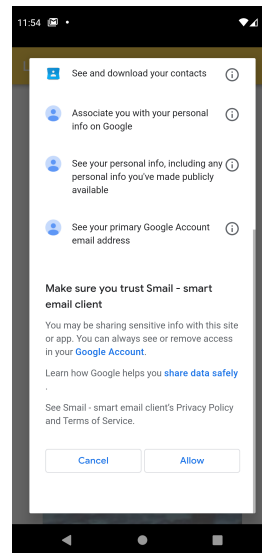 11:54
See and download your contacts
Associate you with your personal
info on Google
See your personal info, including any
personal info you've made publicly
available
See your primary Google Account
email address
Make sure you trust Smail - smart
email client
You may be sharing sensitive info with this site
or app. You can always see or remove access
in your Google Account.
Learn how Google helps you share data safely
.
See Smail - smart email client's Privacy Policy
and Terms of Service.
Cancel
Allow